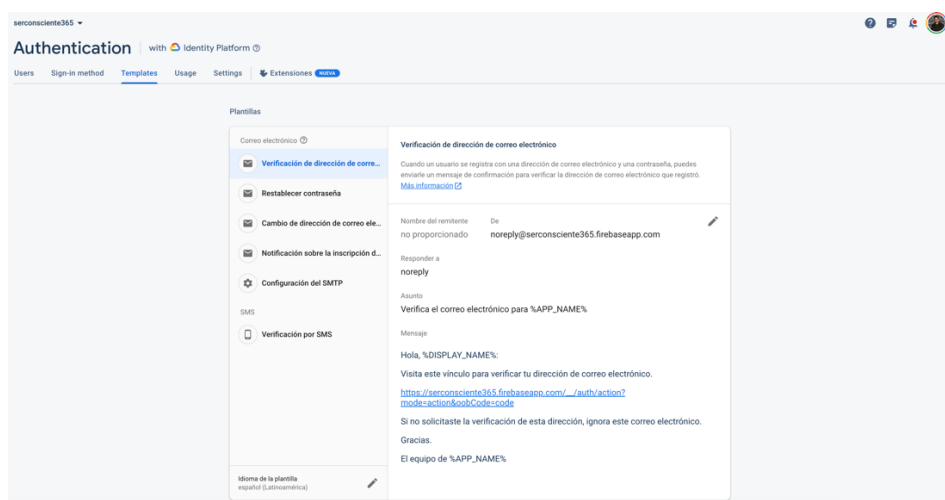 serconsciente365
Authentication with Identity Platform
Users Sign-in method Templates Usage Settings Extensiones NUEVA
Plantillas
Correo electrónico
Verificación de dirección de corre...
Restablecer contraseña
Cambio de dirección de correo ele...
Notificación sobre la inscripción d...
Configuración del SMTP
SMS
Verificación por SMS
Idioma de la plantilla
español (Latinoamérica)
Verificación de dirección de correo electrónico
Cuando un usuario se registra con una dirección de correo electrónico y una contraseña, puedes
enviarle un mensaje de confirmación para verificar la dirección de correo electrónico que registró.
Más información
Nombre del remitente De
no proporcionado noreply@serconsciente365.firebaseapp.com
Responder a
noreply
Asunto
Verifica el correo electrónico para %APP_NAME%
Mensaje
Hola, %DISPLAY_NAME%:
Visita este vínculo para verificar tu dirección de correo electrónico.
https://serconsciente365.firebaseapp.com/__/auth/action?
mode=action&oobCode=code
Si no solicitaste la verificación de esta dirección, ignora este correo electrónico.
Gracias.
El equipo de %APP_NAME%